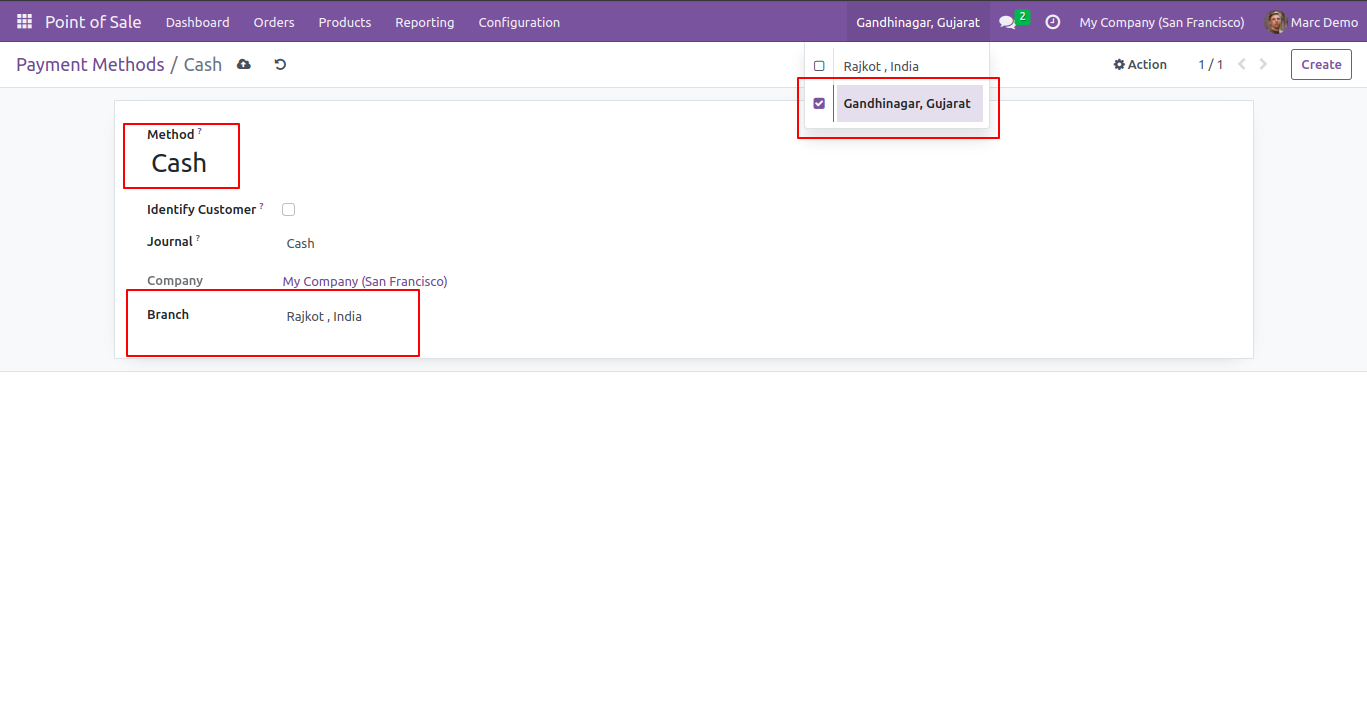 Point of Sale Dashboard Orders Products Reporting Configuration Gandhinagar, Gujarat 2 My Company (San Francisco) Marc Demo
Payment Methods / Cash Action 1 / 1 Create
Rajkot , India
Gandhinagar, Gujarat
Method ?
Cash
Identify Customer ?
Journal ? Cash
Company My Company (San Francisco)
Branch Rajkot , India